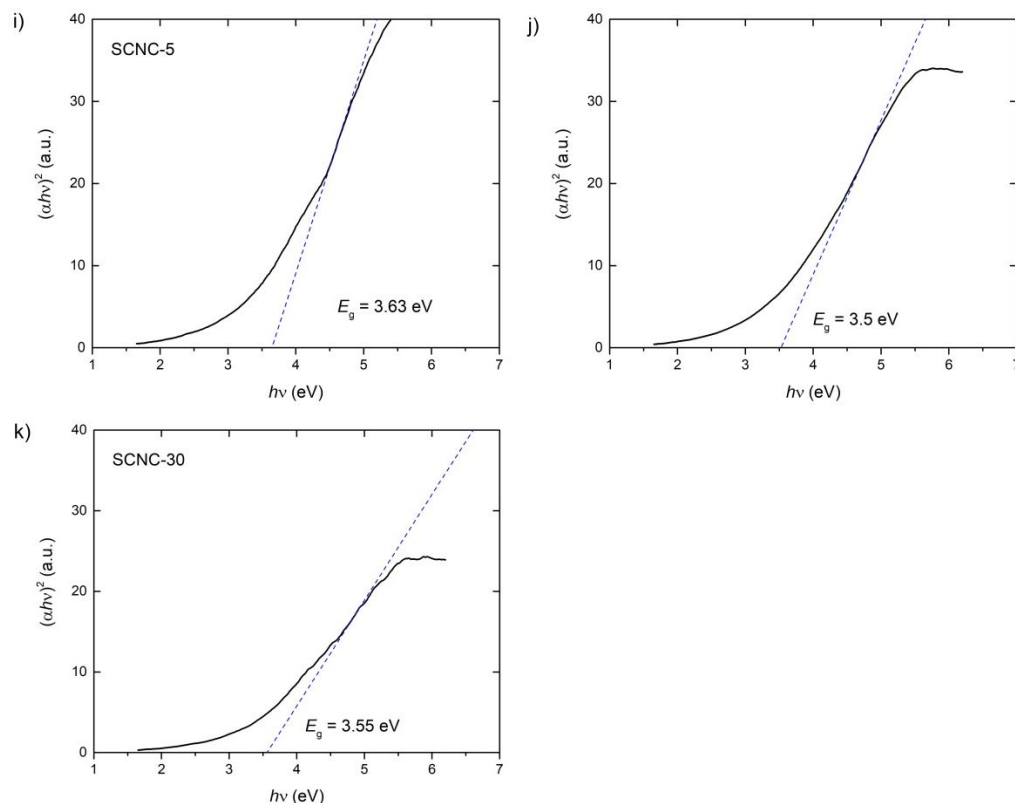 i)
SCNC-5
(αhν)² (a.u.)
40
30
20
10
0
E_g = 3.63 eV
1 2 3 4 5 6 7
hν (eV)
j)
(αhν)² (a.u.)
40
30
20
10
0
E_g = 3.5 eV
1 2 3 4 5 6 7
hν (eV)
k)
SCNC-30
(αhν)² (a.u.)
40
30
20
10
0
E_g = 3.55 eV
1 2 3 4 5 6 7
hν (eV)